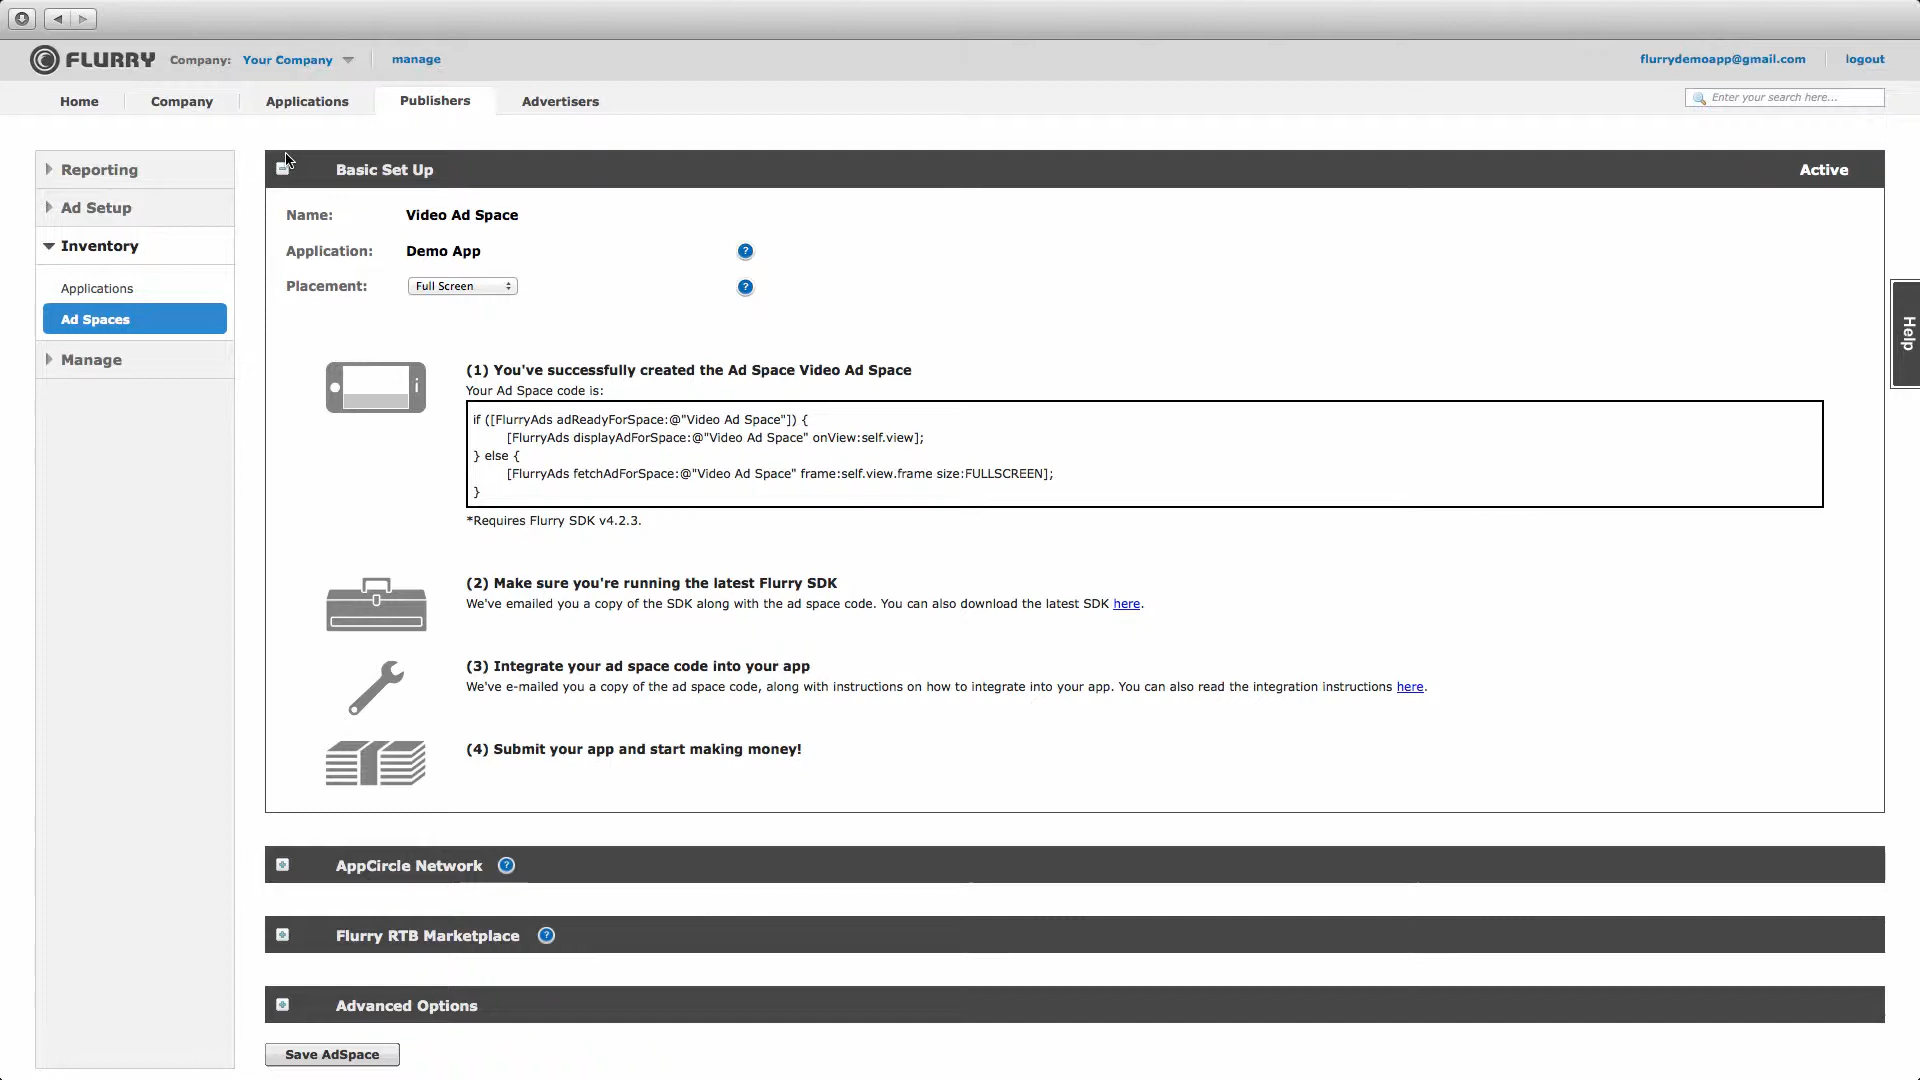 FLURRY Company: Your Company manage flurrydemoapp@gmail.com logout
Home Company Applications Publishers Advertisers Enter your search here...
Reporting
Ad Setup
Inventory
Applications
Ad Spaces
Manage
Basic Set Up Active
Name: Video Ad Space
Application: Demo App ?
Placement: Full Screen ?
(1) You've successfully created the Ad Space Video Ad Space
Your Ad Space code is:
if ([FlurryAds adReadyForSpace:@"Video Ad Space"]) {
[FlurryAds displayAdForSpace:@"Video Ad Space" onView:self.view];
} else {
[FlurryAds fetchAdForSpace:@"Video Ad Space" frame:self.view.frame size:FULLSCREEN];
}
*Requires Flurry SDK v4.2.3.
(2) Make sure you're running the latest Flurry SDK
We've emailed you a copy of the SDK along with the ad space code. You can also download the latest SDK here.
(3) Integrate your ad space code into your app
We've e-mailed you a copy of the ad space code, along with instructions on how to integrate into your app. You can also read the integration instructions here.
(4) Submit your app and start making money!
AppCircle Network ?
Flurry RTB Marketplace ?
Advanced Options
Save AdSpace
Help